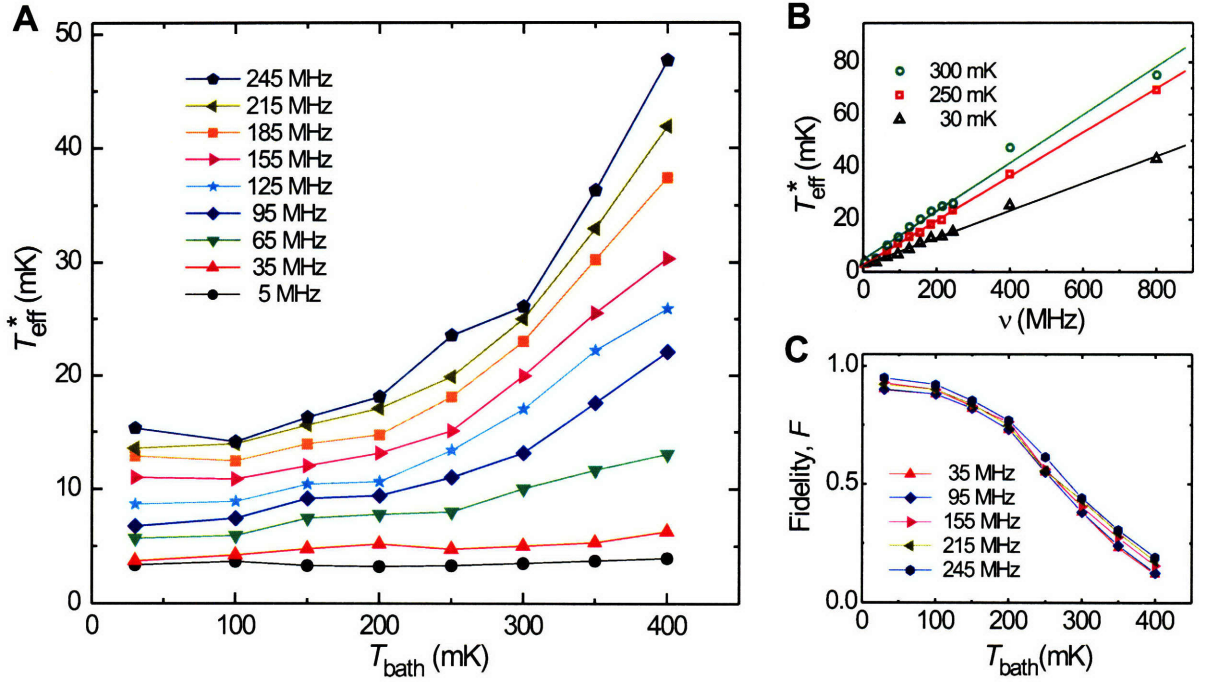 A
50
40
30
20
10
0
T*eff (mK)
245 MHz
215 MHz
185 MHz
155 MHz
125 MHz
95 MHz
65 MHz
35 MHz
5 MHz
0 100 200 300 400
Tbath (mK)
B
80
60
40
20
0
T*eff (mK)
300 mK
250 mK
30 mK
0 200 400 600 800
ν (MHz)
C
1.0
0.5
0.0
Fidelity, F
35 MHz
95 MHz
155 MHz
215 MHz
245 MHz
0 100 200 300 400
Tbath(mK)